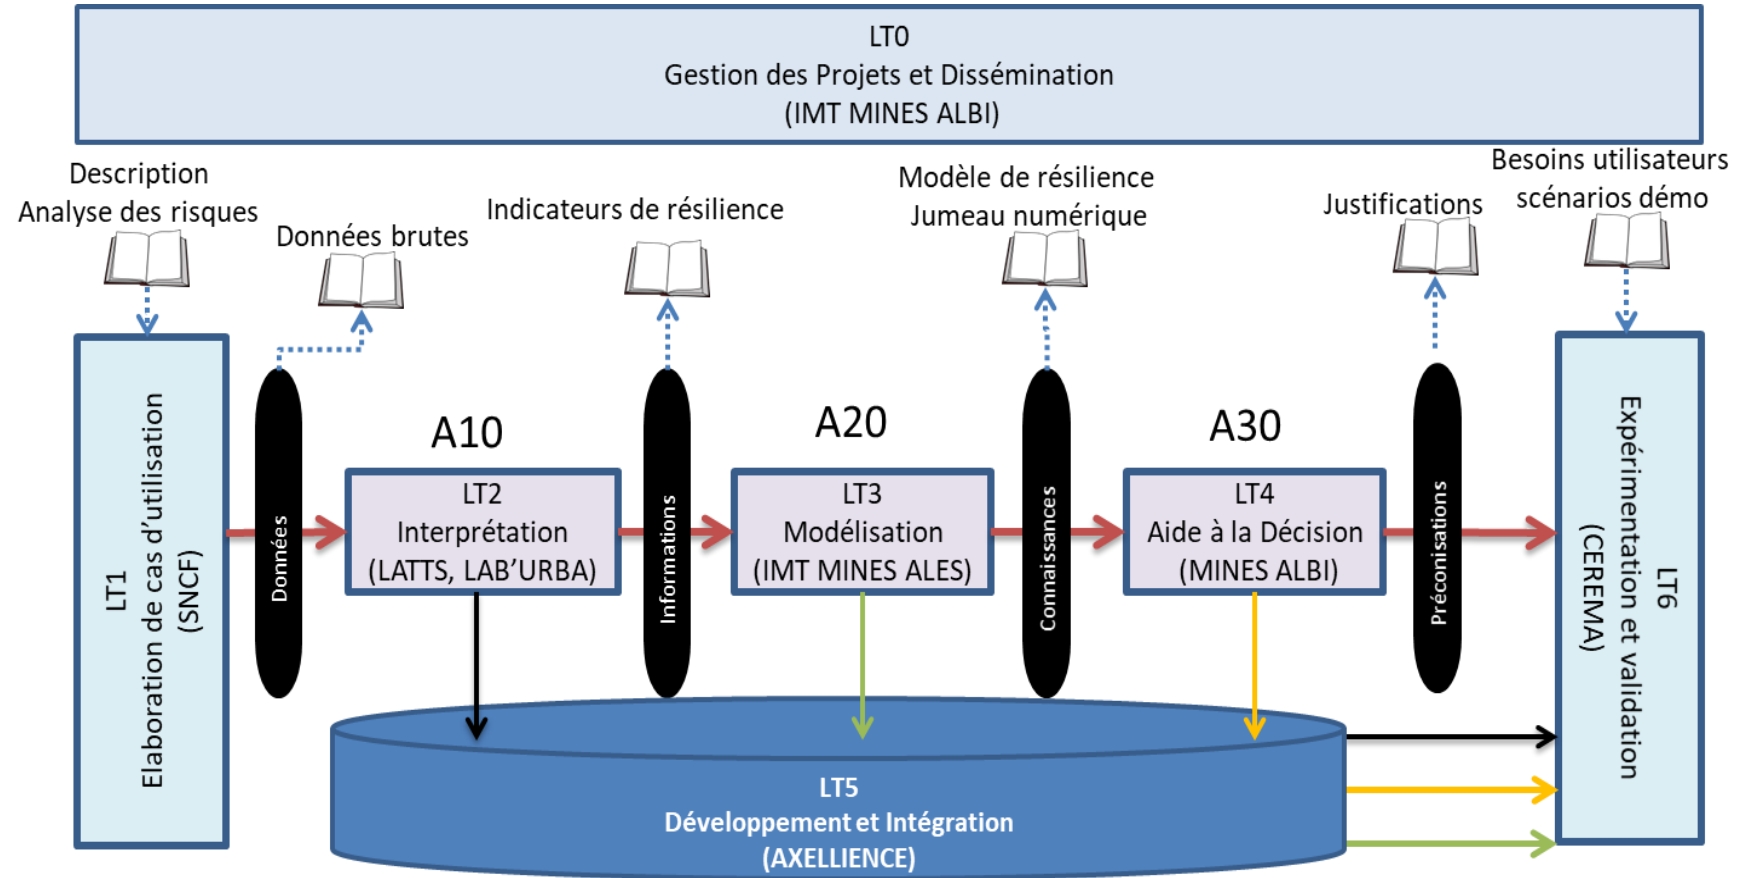 LT0
Gestion des Projets et Dissémination
(IMT MINES ALBI)
Description
Analyse des risques
Données brutes
Indicateurs de résilience
Modèle de résilience
Jumeau numérique
Justifications
Besoins utilisateurs
scénarios démo
LT1
Elaboration de cas d'utilisation
(SNCF)
Données
A10
LT2
Interprétation
(LATTS, LAB'URBA)
Informations
A20
LT3
Modélisation
(IMT MINES ALES)
Connaissances
A30
LT4
Aide à la Décision
(MINES ALBI)
Préconisations
LT6
Expérimentation et validation
(CEREMA)
LT5
Développement et Intégration
(AXELLIENCE)